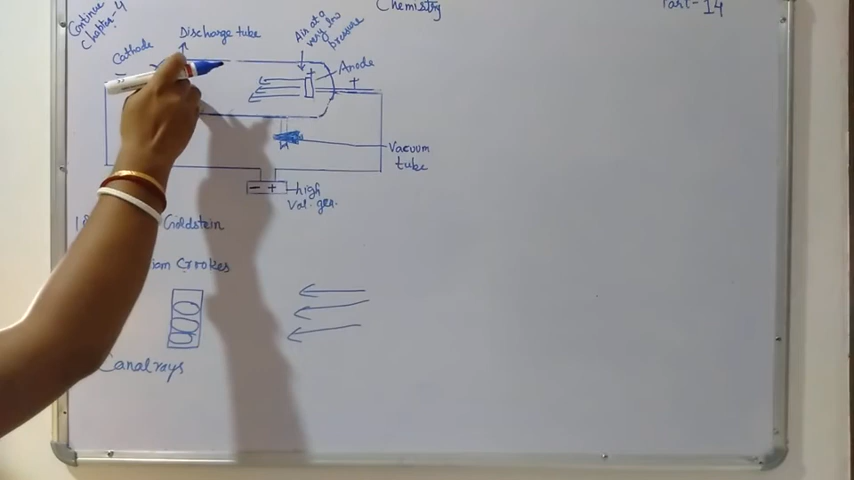 Continue
Chapter-4
Chemistry
Part-14
Discharge tube
Cathode
-
Air at a
very low
pressure
+
Anode
+
Vacuum
tube
- +
high
Vol. gen.
Goldstein
Crookes
Canal rays